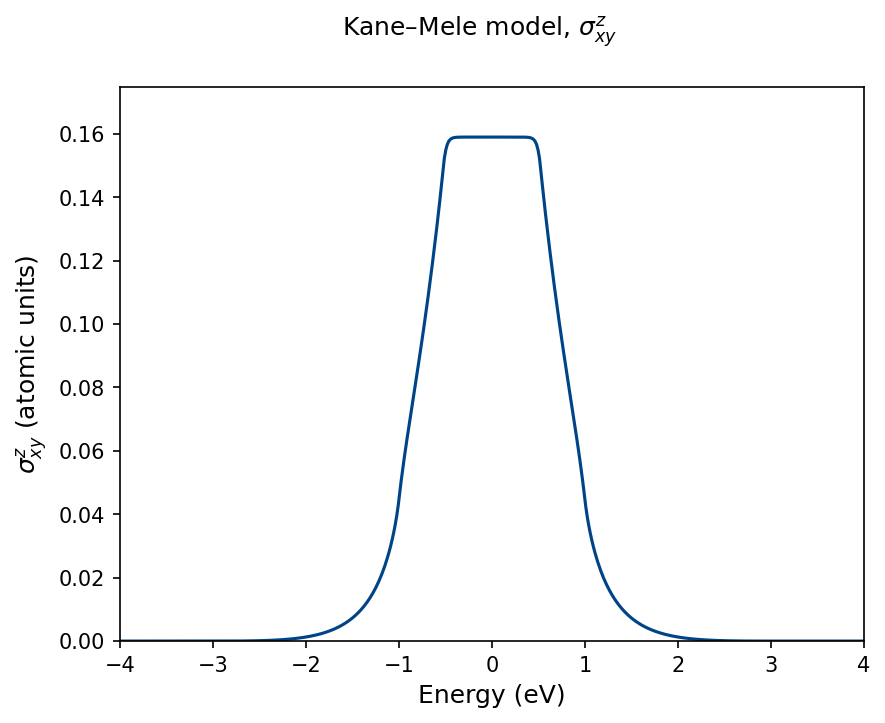 Kane–Mele model, σ^z_xy
σ^z_xy (atomic units)
0.16
0.14
0.12
0.10
0.08
0.06
0.04
0.02
0.00
−4 −3 −2 −1 0 1 2 3 4
Energy (eV)